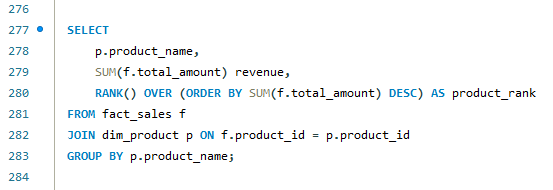 276
277 SELECT
278 p.product_name,
279 SUM(f.total_amount) revenue,
280 RANK() OVER (ORDER BY SUM(f.total_amount) DESC) AS product_rank
281 FROM fact_sales f
282 JOIN dim_product p ON f.product_id = p.product_id
283 GROUP BY p.product_name;
284